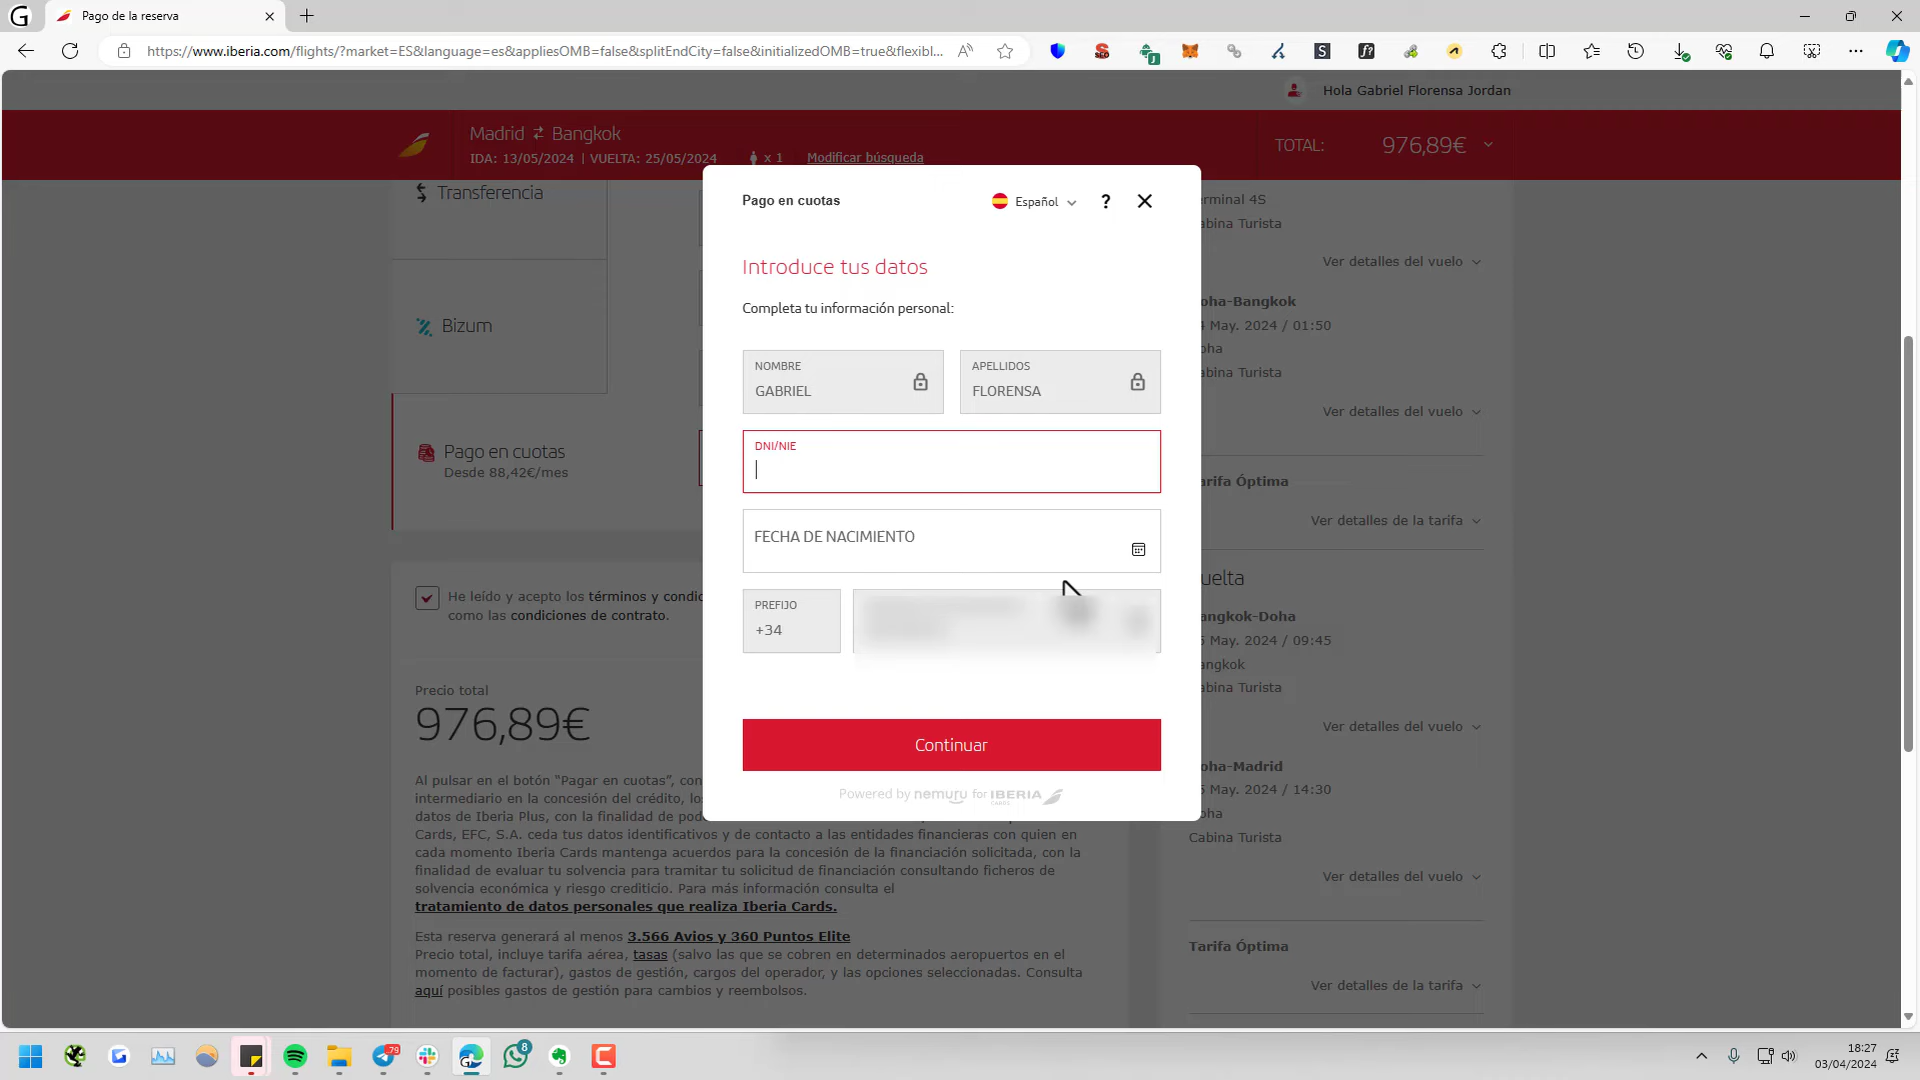 Pago de la reserva
https://www.iberia.com/flights/?market=ES&language=es&appliesOMB=false&splitEndCity=false&initializedOMB=true&flexibl...
Hola Gabriel Florensa Jordan
Madrid ⇄ Bangkok
IDA: 13/05/2024 | VUELTA: 25/05/2024
x 1
Modificar búsqueda
TOTAL:
976,89€
Transferencia
Bizum
Pago en cuotas
Desde 88,42€/mes
He leído y acepto los términos y condic
como las condiciones de contrato.
Precio total
976,89€
Al pulsar en el botón "Pagar en cuotas", con
intermediario en la concesión del crédito, los
datos de Iberia Plus, con la finalidad de pod
Cards, EFC, S.A. ceda tus datos identificativos y de contacto a las entidades financieras con quien en
cada momento Iberia Cards mantenga acuerdos para la concesión de la financiación solicitada, con la
finalidad de evaluar tu solvencia para tramitar tu solicitud de financiación consultando ficheros de
solvencia económica y riesgo crediticio. Para más información consulta el
tratamiento de datos personales que realiza Iberia Cards.
Esta reserva generará al menos 3.566 Avios y 360 Puntos Elite
Precio total, incluye tarifa aérea, tasas (salvo las que se cobren en determinados aeropuertos en el
momento de facturar), gastos de gestión, cargos del operador, y las opciones seleccionadas. Consulta
aquí posibles gastos de gestión para cambios y reembolsos.
Pago en cuotas
Español
?
Introduce tus datos
Completa tu información personal:
NOMBRE
GABRIEL
APELLIDOS
FLORENSA
DNI/NIE
FECHA DE NACIMIENTO
PREFIJO
+34
Continuar
Powered by nemuru for IBERIA
CARDS
erminal 4S
abina Turista
Ver detalles del vuelo
oha-Bangkok
4 May. 2024 / 01:50
oha
abina Turista
Ver detalles del vuelo
arifa Óptima
Ver detalles de la tarifa
uelta
angkok-Doha
5 May. 2024 / 09:45
angkok
abina Turista
Ver detalles del vuelo
oha-Madrid
5 May. 2024 / 14:30
oha
Cabina Turista
Ver detalles del vuelo
Tarifa Óptima
Ver detalles de la tarifa
79
8
18:27
03/04/2024